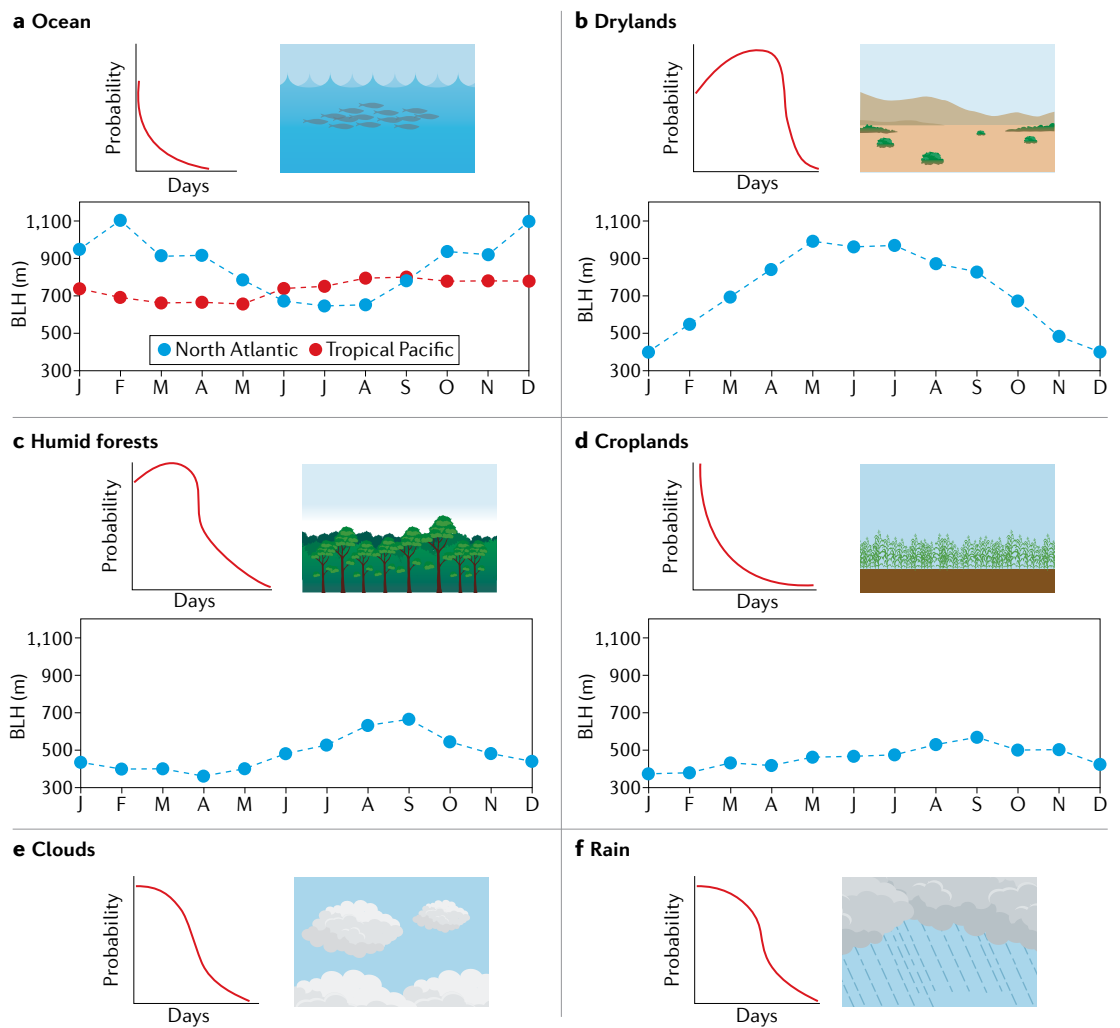 a Ocean
Probability
Days
BLH (m)
1,100
900
700
500
300
North Atlantic Tropical Pacific
J F M A M J J A S O N D
b Drylands
Probability
Days
BLH (m)
1,100
900
700
500
300
J F M A M J J A S O N D
c Humid forests
Probability
Days
BLH (m)
1,100
900
700
500
300
J F M A M J J A S O N D
d Croplands
Probability
Days
BLH (m)
1,100
900
700
500
300
J F M A M J J A S O N D
e Clouds
Probability
Days
f Rain
Probability
Days